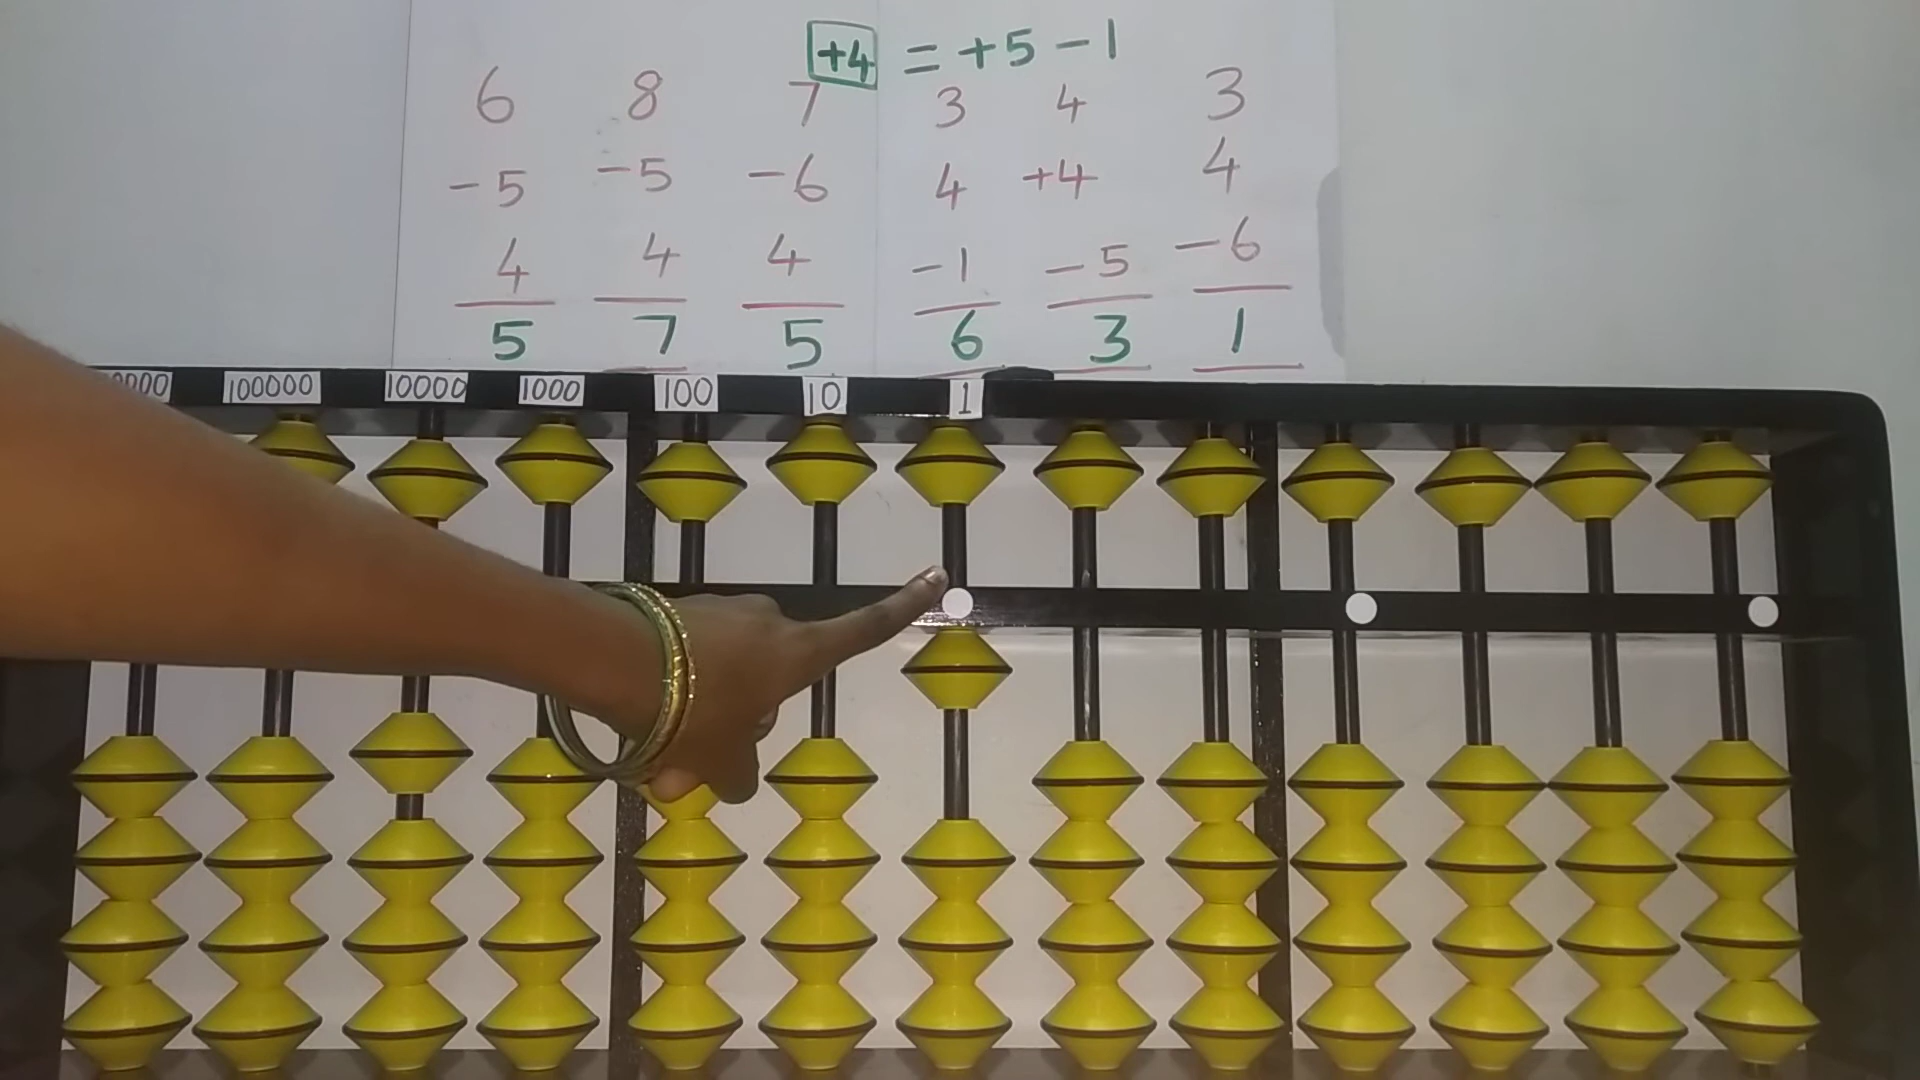 +4 = +5 - 1
6 8 7 3 4 3
-5 -5 -6 4 +4 4
4 4 4 -1 -5 -6
5 7 5 6 3 1
100000 10000 1000 100 10 1